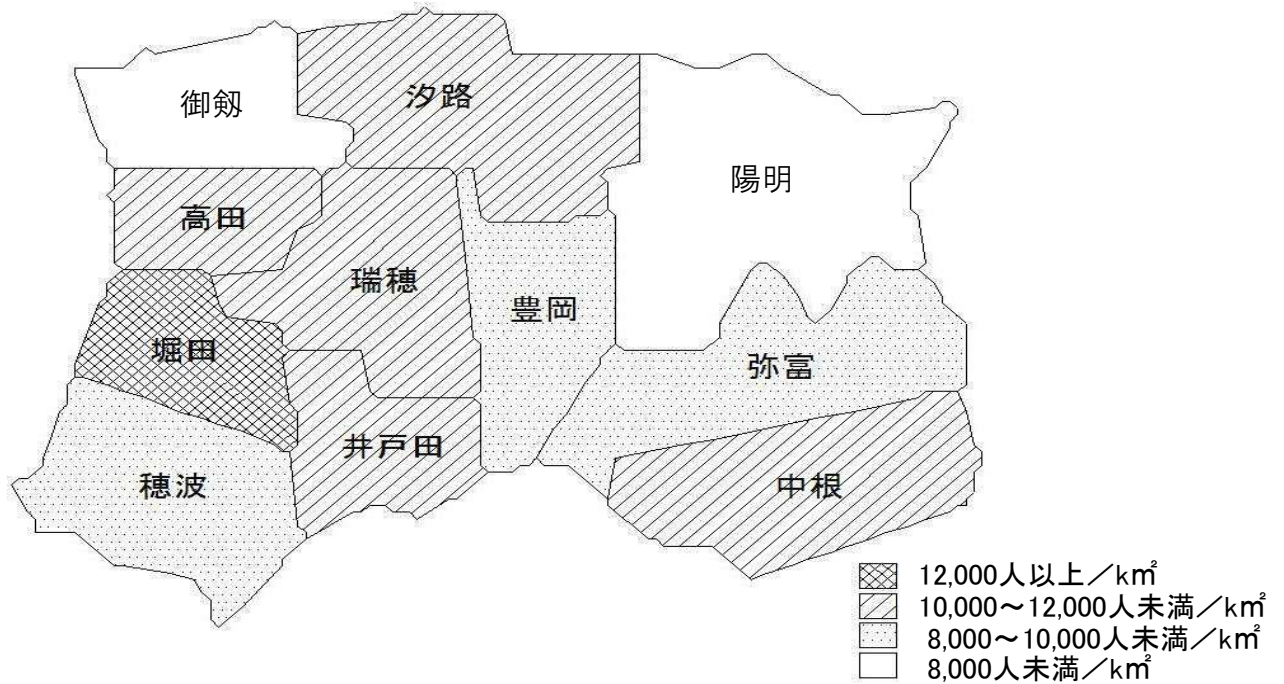 汐路
御剱
陽明
高田
瑞穂
豊岡
堀田
弥富
井戸田
穂波
中根
12,000人以上／k㎡
10,000～12,000人未満／k㎡
8,000～10,000人未満／k㎡
8,000人未満／k㎡